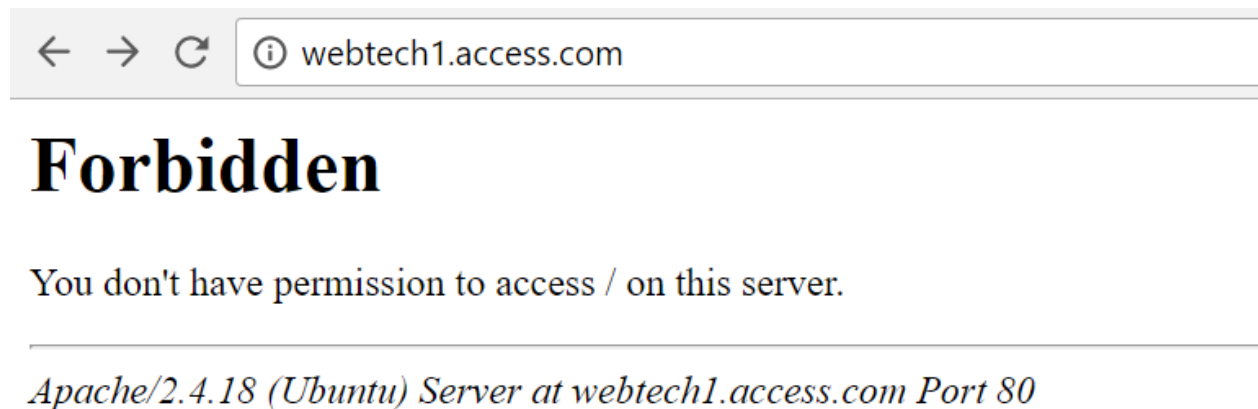 webtech1.access.com
Forbidden
You don't have permission to access / on this server.
Apache/2.4.18 (Ubuntu) Server at webtech1.access.com Port 80